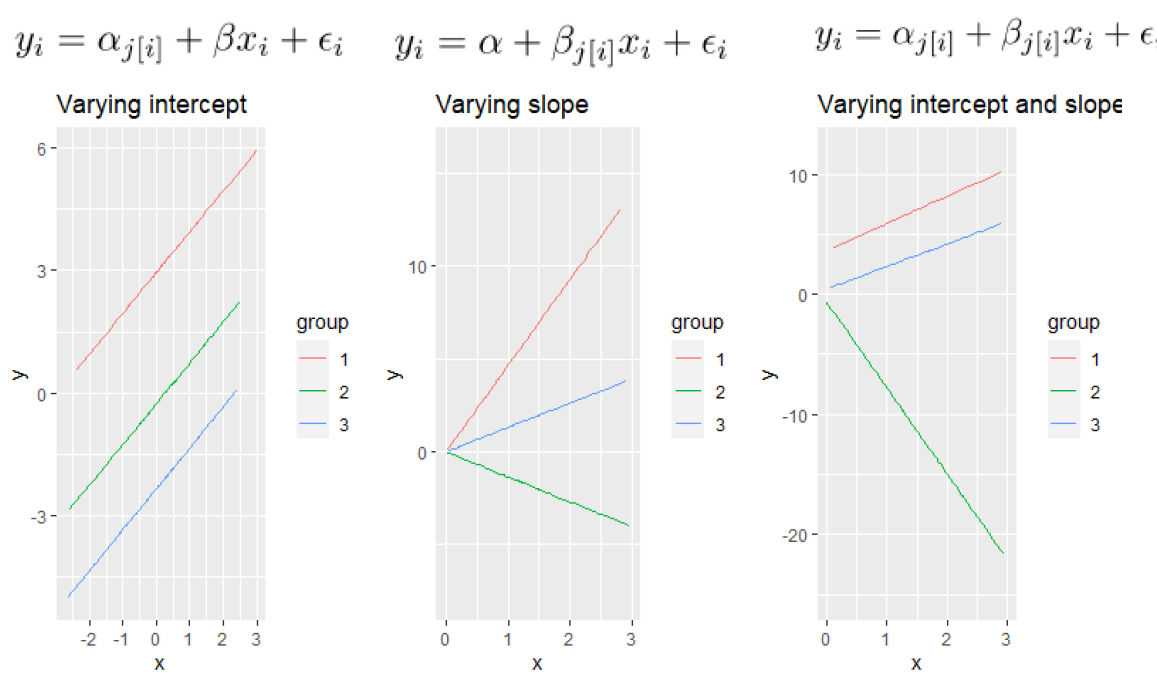 yᵢ = αⱼ[ᵢ] + βxᵢ + ϵᵢ
yᵢ = α + βⱼ[ᵢ]xᵢ + ϵᵢ
yᵢ = αⱼ[ᵢ] + βⱼ[ᵢ]xᵢ + ϵ
Varying intercept
6
3
0
-3
y
-2 -1 0 1 2 3
x
group
1
2
3
Varying slope
10
0
y
0 1 2 3
x
group
1
2
3
Varying intercept and slope
10
0
-10
-20
y
0 1 2 3
x
group
1
2
3